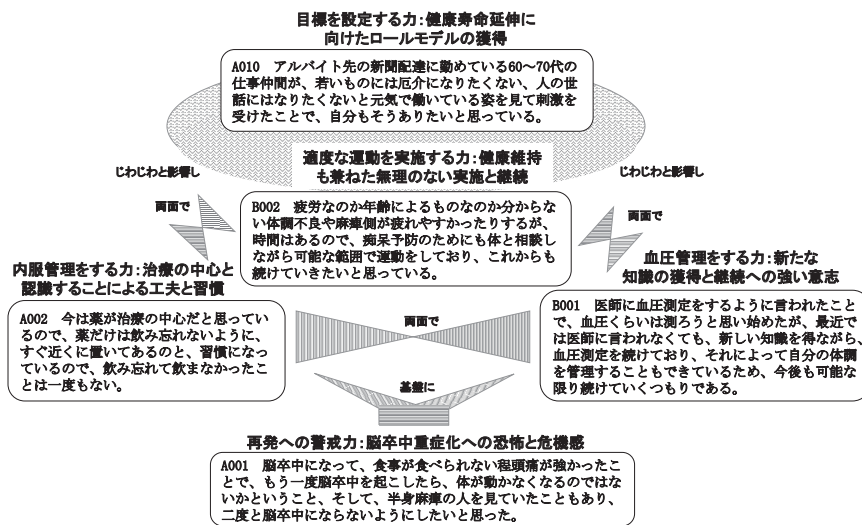 目標を設定する力：健康寿命延伸に
向けたロールモデルの獲得
A010　アルバイト先の新聞配達に勤めている60～70代の
仕事仲間が、若いものには厄介になりたくない、人の世
話にはなりたくないと元気で働いている姿を見て刺激を
受けたことで、自分もそうありたいと思っている。
適度な運動を実施する力：健康維持
も兼ねた無理のない実施と継続
じわじわと影響し
じわじわと影響し
両面で
両面で
B002　疲労なのか年齢によるものなのか分からな
い体調不良や麻痺側が疲れやすかったりするが、
時間はあるので、痴呆予防のためにも体と相談し
ながら可能な範囲で運動をしており、これからも
続けていきたいと思っている。
内服管理をする力：治療の中心と
認識することによる工夫と習慣
A002　今は薬が治療の中心だと思ってい
るので、薬だけは飲み忘れないように、
すぐ近くに置いてあるのと、習慣になっ
ているので、飲み忘れて飲まなかったこ
とは一度もない。
血圧管理をする力：新たな
知識の獲得と継続への強い意志
B001　医師に血圧測定をするように言われたこと
で、血圧くらいは測ろうと思い始めたが、最近で
は医師に言われなくても、新しい知識を得ながら、
血圧測定を続けており、それによって自分の体調
を管理することもできているため、今後も可能な
限り続けていくつもりである。
両面で
基盤に
再発への警戒力：脳卒中重症化への恐怖と危機感
A001　脳卒中になって、食事が食べられない程頭痛が強かったこ
とで、もう一度脳卒中を起こしたら、体が動かなくなるのではな
いかということ、そして、半身麻痺の人を見ていたこともあり、
二度と脳卒中にならないようにしたいと思った。